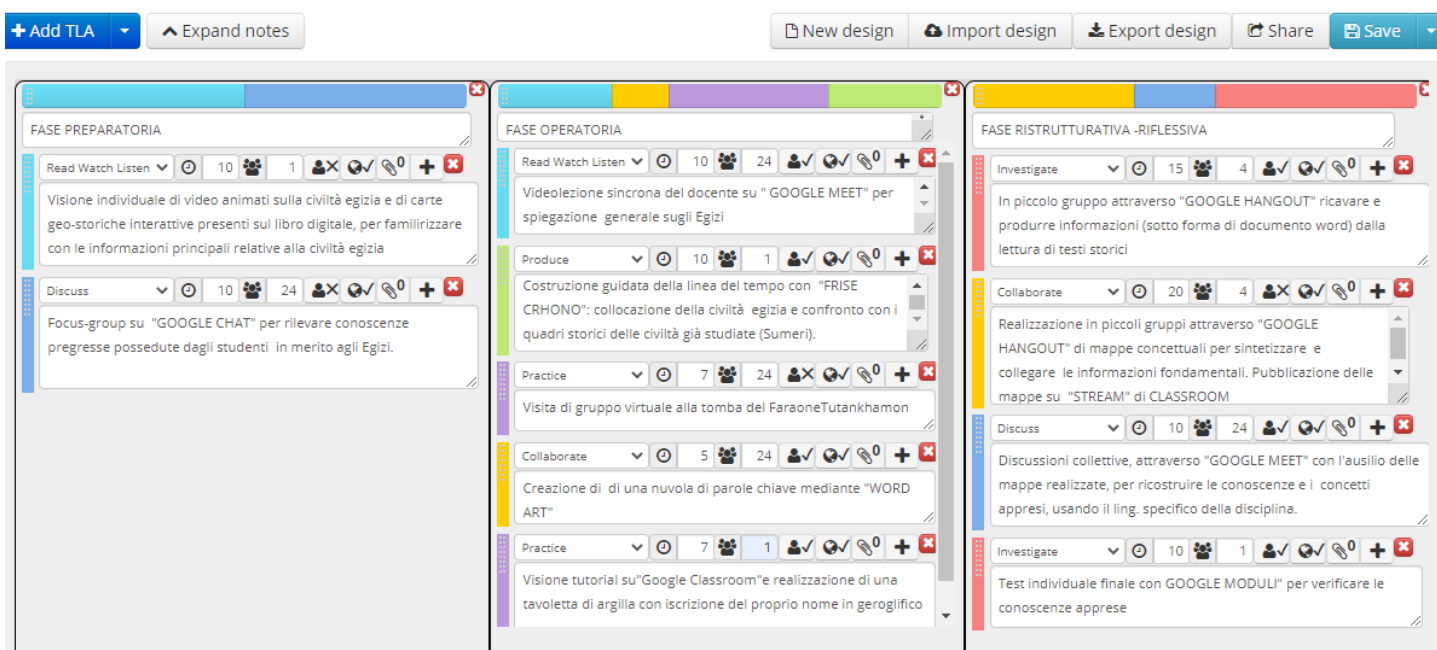 Add TLA
Expand notes
New design
Import design
Export design
Share
Save
FASE PREPARATORIA
Read Watch Listen 10 1
Visione individuale di video animati sulla civiltà egizia e di carte
geo-storiche interattive presenti sul libro digitale, per familirizzare
con le informazioni principali relative alla civiltà egizia
Discuss 10 24
Focus-group su "GOOGLE CHAT" per rilevare conoscenze
pregresse possedute dagli studenti in merito agli Egizi.
FASE OPERATORIA
Read Watch Listen 10 24
Videolezione sincrona del docente su " GOOGLE MEET" per
spiegazione generale sugli Egizi
Produce 10 1
Costruzione guidata della linea del tempo con "FRISE
CRHONO": collocazione della civiltà egizia e confronto con i
quadri storici delle civiltà già studiate (Sumeri).
Practice 7 24
Visita di gruppo virtuale alla tomba del FaraoneTutankhamon
Collaborate 5 24
Creazione di di una nuvola di parole chiave mediante "WORD
ART"
Practice 7 1
Visione tutorial su"Google Classroom"e realizzazione di una
tavoletta di argilla con iscrizione del proprio nome in geroglifico
FASE RISTRUTTURATIVA -RIFLESSIVA
Investigate 15 4
In piccolo gruppo attraverso "GOOGLE HANGOUT" ricavare e
produrre informazioni (sotto forma di documento word) dalla
lettura di testi storici
Collaborate 20 4
Realizzazione in piccoli gruppi attraverso "GOOGLE
HANGOUT" di mappe concettuali per sintetizzare e
collegare le informazioni fondamentali. Pubblicazione delle
mappe su "STREAM" di CLASSROOM
Discuss 10 24
Discussioni collettive, attraverso "GOOGLE MEET" con l'ausilio delle
mappe realizzate, per ricostruire le conoscenze e i concetti
appresi, usando il ling. specifico della disciplina.
Investigate 10 1
Test individuale finale con GOOGLE MODULI" per verificare le
conoscenze apprese